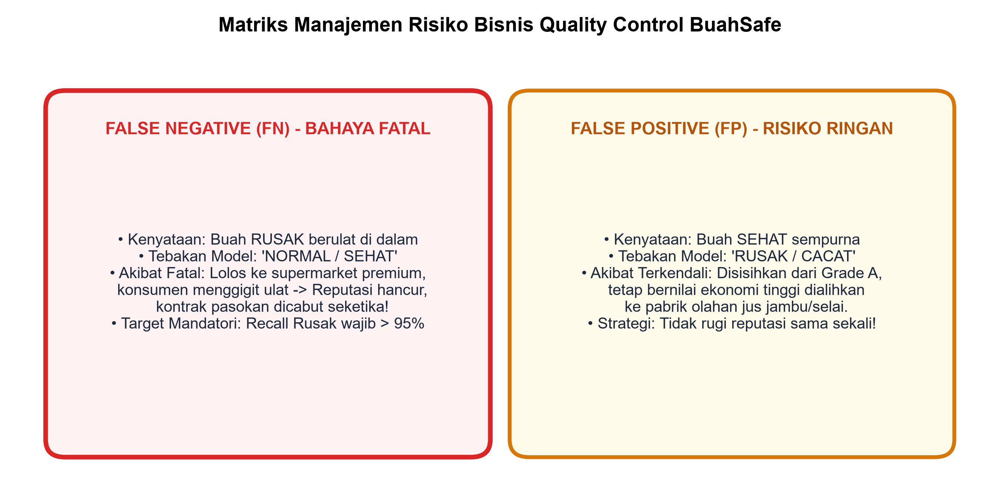 Matriks Manajemen Risiko Bisnis Quality Control BuahSafe
FALSE NEGATIVE (FN) - BAHAYA FATAL
• Kenyataan: Buah RUSAK berulat di dalam
• Tebakan Model: 'NORMAL / SEHAT'
• Akibat Fatal: Lolos ke supermarket premium,
konsumen menggigit ulat -> Reputasi hancur,
kontrak pasokan dicabut seketika!
• Target Mandatori: Recall Rusak wajib > 95%
FALSE POSITIVE (FP) - RISIKO RINGAN
• Kenyataan: Buah SEHAT sempurna
• Tebakan Model: 'RUSAK / CACAT'
• Akibat Terkendali: Disisihkan dari Grade A,
tetap bernilai ekonomi tinggi dialihkan
ke pabrik olahan jus jambu/selai.
• Strategi: Tidak rugi reputasi sama sekali!